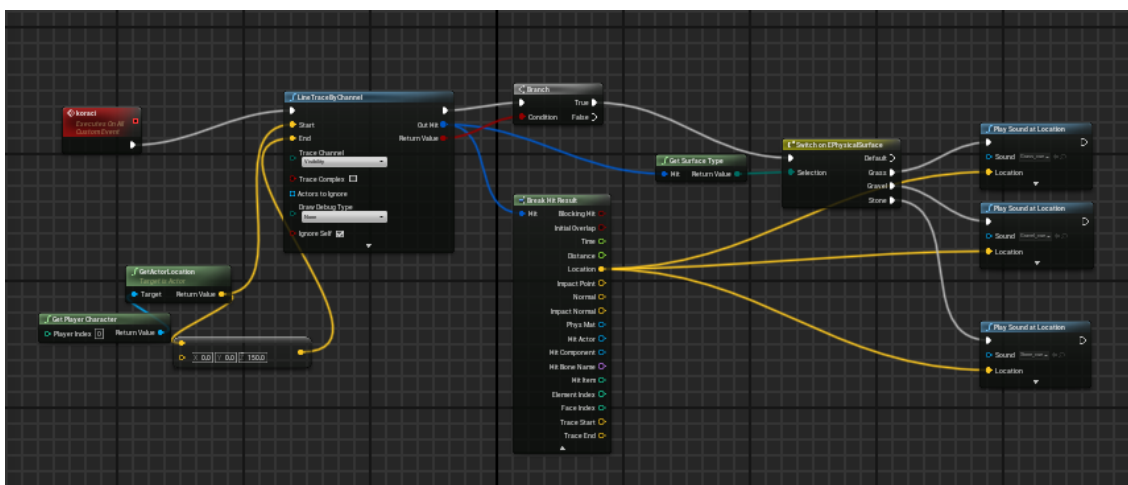 keraci
Executes On All
Custom Event
LineTraceByChannel
Start
End
Out Hit
Return Value
Trace Channel
Visibility
Trace Complex
Actors to Ignore
Draw Debug Type
None
Ignore Self
GetActorLocation
Target is Actor
Target
Return Value
Get Player Character
Player Index 0
Return Value
X 0,0 Y 0,0 Z 150,0
Branch
Condition
True
False
Break Hit Result
Hit
Blocking Hit
Initial Overlap
Time
Distance
Location
Impact Point
Normal
Impact Normal
Phys Mat
Hit Actor
Hit Component
Hit Bone Name
Hit Item
Element Index
Face Index
Trace Start
Trace End
Get Surface Type
Hit
Return Value
Switch on EPhysicalSurface
Selection
Default
Grass
Gravel
Stone
Play Sound at Location
Sound
Location
Play Sound at Location
Sound
Location
Play Sound at Location
Sound
Location